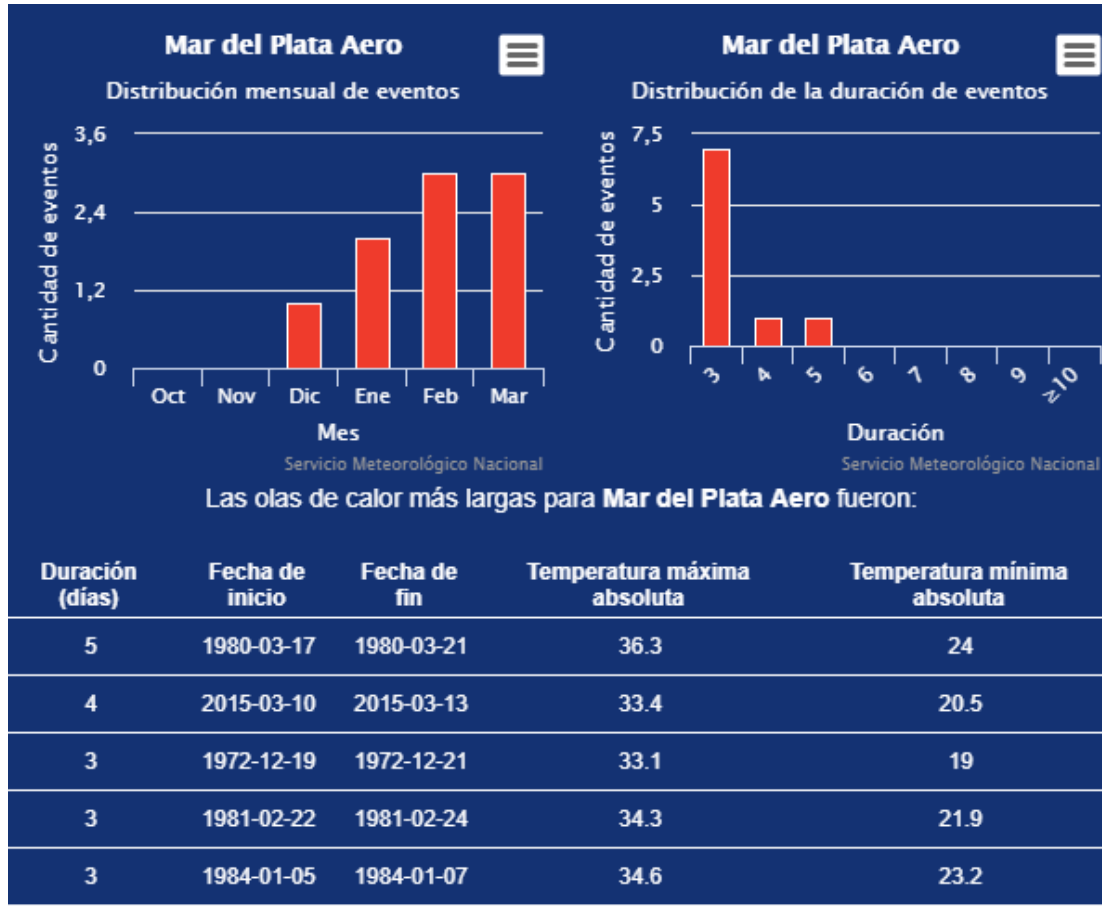 Mar del Plata Aero
Distribución mensual de eventos
Cantidad de eventos
3,6
2,4
1,2
0
Oct Nov Dic Ene Feb Mar
Mes
Servicio Meteorológico Nacional
Mar del Plata Aero
Distribución de la duración de eventos
Cantidad de eventos
7,5
5
2,5
0
3 4 5 6 7 8 9 ≥10
Duración
Servicio Meteorológico Nacional
Las olas de calor más largas para Mar del Plata Aero fueron:
Duración (días) Fecha de inicio Fecha de fin Temperatura máxima absoluta Temperatura mínima absoluta
5 1980-03-17 1980-03-21 36.3 24
4 2015-03-10 2015-03-13 33.4 20.5
3 1972-12-19 1972-12-21 33.1 19
3 1981-02-22 1981-02-24 34.3 21.9
3 1984-01-05 1984-01-07 34.6 23.2